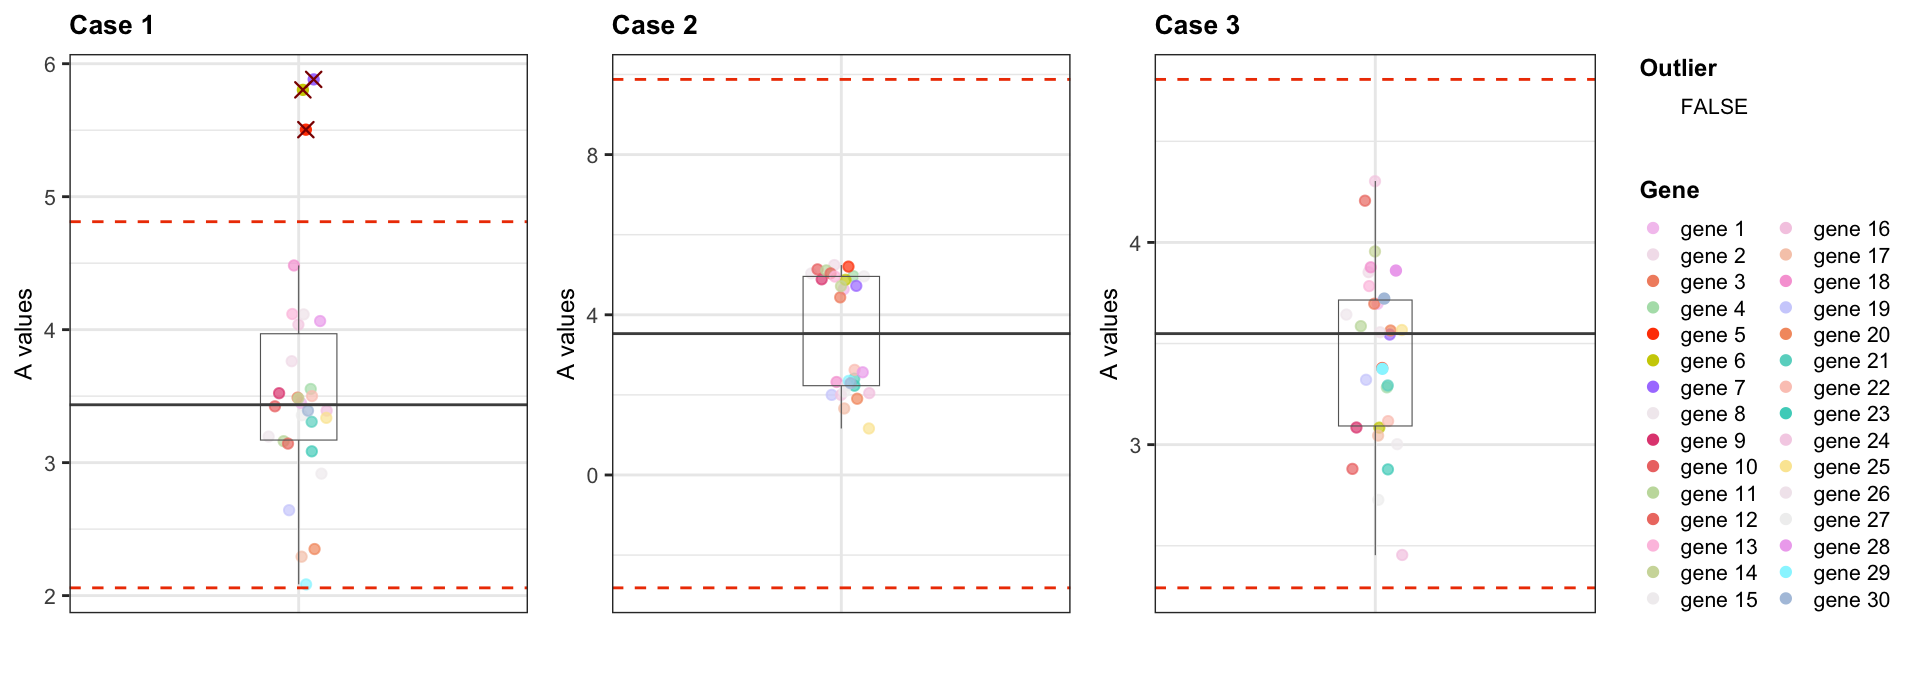 Case 1
Case 2
Case 3
A values
6
5
4
3
2
A values
8
4
0
A values
4
3
Outlier
FALSE
Gene
gene 1
gene 2
gene 3
gene 4
gene 5
gene 6
gene 7
gene 8
gene 9
gene 10
gene 11
gene 12
gene 13
gene 14
gene 15
gene 16
gene 17
gene 18
gene 19
gene 20
gene 21
gene 22
gene 23
gene 24
gene 25
gene 26
gene 27
gene 28
gene 29
gene 30